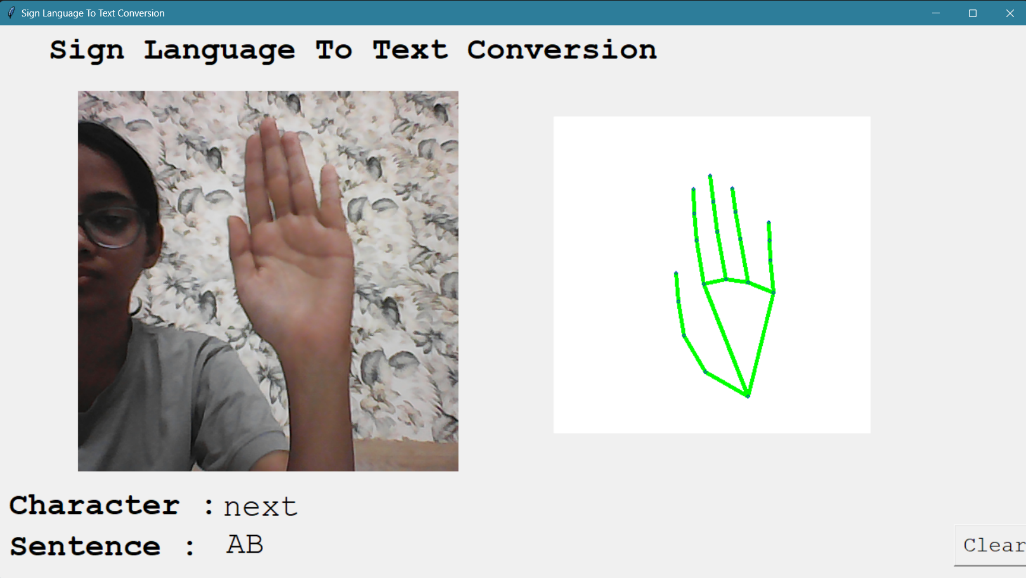 Sign Language To Text Conversion
Sign Language To Text Conversion
Character : next
Sentence : AB
Clear